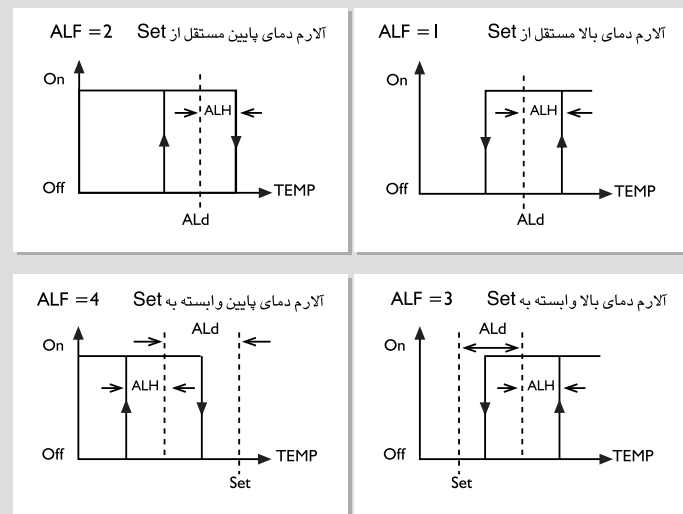 ALF = 2 آلارم دمای پایین مستقل از Set
On
ALH
Off
TEMP
ALd
ALF = 1 آلارم دمای بالا مستقل از Set
On
ALH
Off
TEMP
ALd
ALF = 4 آلارم دمای پایین وابسته به Set
ALd
On
ALH
Off
TEMP
Set
ALF = 3 آلارم دمای بالا وابسته به Set
ALd
On
ALH
Off
TEMP
Set